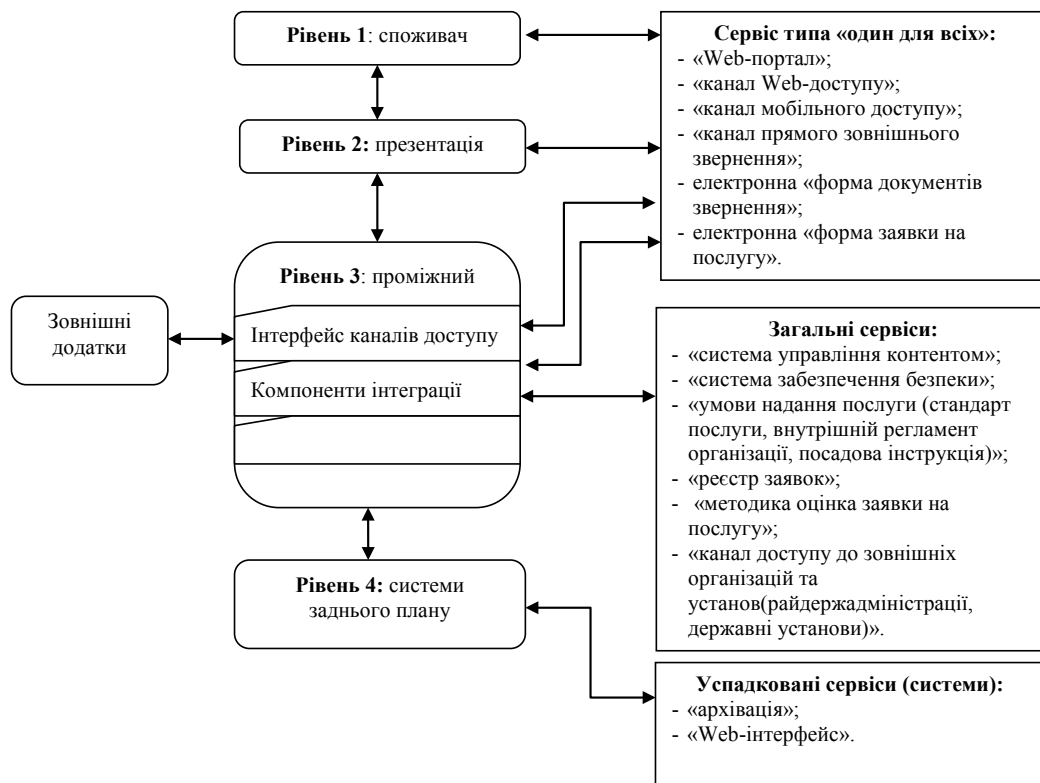 Рівень 1: споживач
Рівень 2: презентація
Рівень 3: проміжний
Інтерфейс каналів доступу
Компоненти інтеграції
Зовнішні
додатки
Рівень 4: системи
заднього плану
Сервіс типа «один для всіх»:
- «Web-портал»;
- «канал Web-доступу»;
- «канал мобільного доступу»;
- «канал прямого зовнішнього
звернення»;
- електронна «форма документів
звернення»;
- електронна «форма заявки на
послугу».
Загальні сервіси:
- «система управління контентом»;
- «система забезпечення безпеки»;
- «умови надання послуги (стандарт
послуги, внутрішній регламент
організації, посадова інструкція)»;
- «реєстр заявок»;
- «методика оцінка заявки на
послугу»;
- «канал доступу до зовнішніх
організацій та
установ(райдержадміністрації,
державні установи)».
Успадковані сервіси (системи):
- «архівація»;
- «Web-інтерфейс».